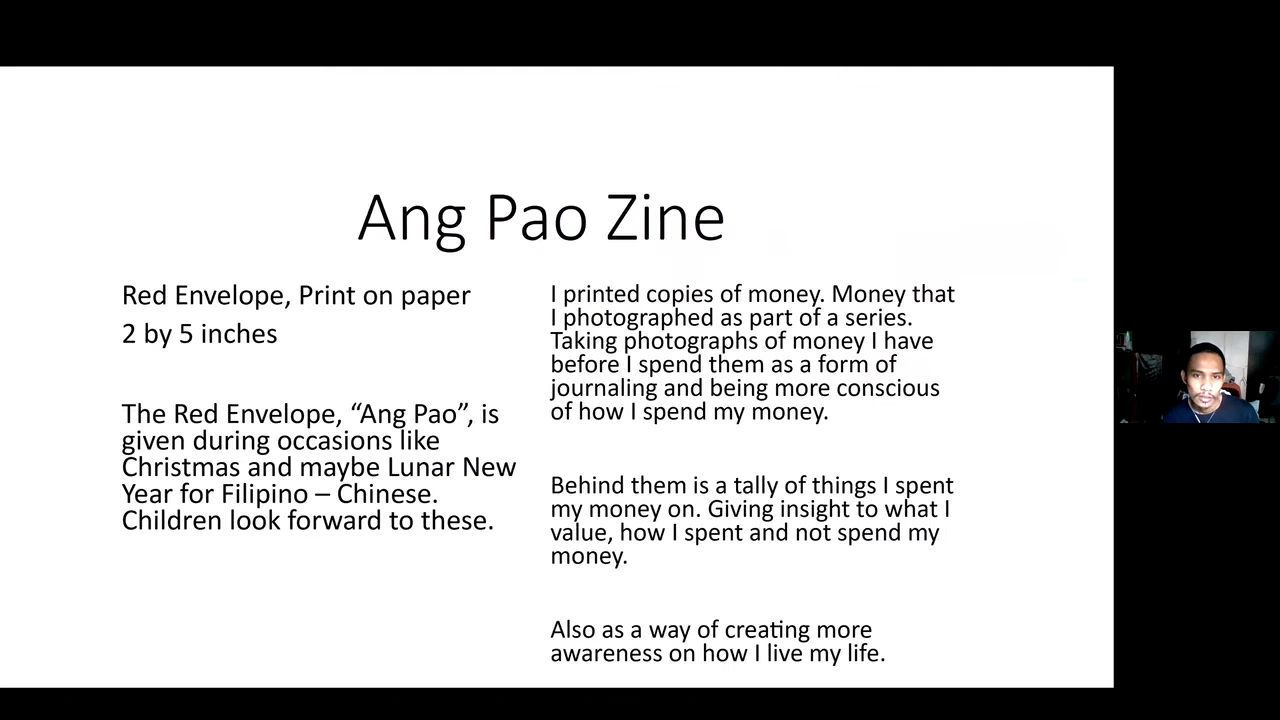 Ang Pao Zine
Red Envelope, Print on paper
2 by 5 inches
The Red Envelope, “Ang Pao”, is
given during occasions like
Christmas and maybe Lunar New
Year for Filipino – Chinese.
Children look forward to these.
I printed copies of money. Money that
I photographed as part of a series.
Taking photographs of money I have
before I spend them as a form of
journaling and being more conscious
of how I spend my money.
Behind them is a tally of things I spent
my money on. Giving insight to what I
value, how I spent and not spend my
money.
Also as a way of creating more
awareness on how I live my life.